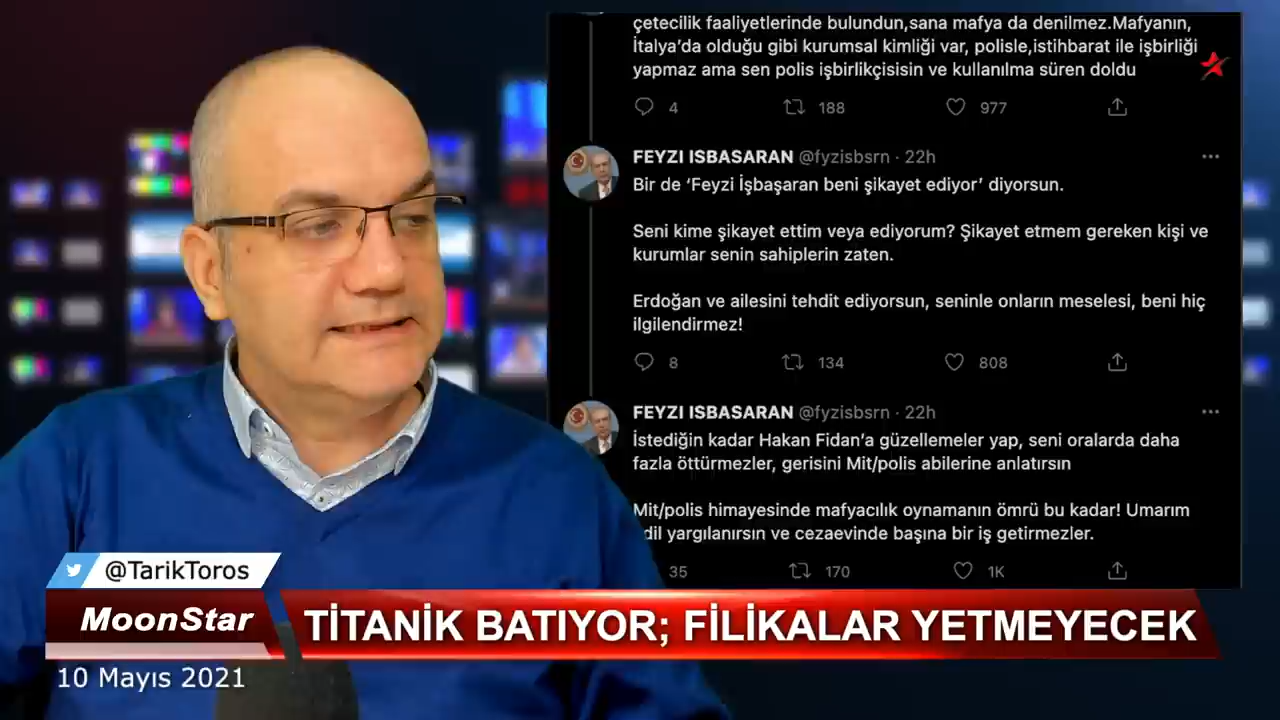 çetecilik faaliyetlerinde bulundun,sana mafya da denilmez.Mafyanın,
İtalya’da olduğu gibi kurumsal kimliği var, polisle,istihbarat ile işbirliği
yapmaz ama sen polis işbirlikçisisin ve kullanılma süren doldu
4 188 977
FEYZI ISBASARAN @fyzisbsrn · 22h
Bir de ‘Feyzi İşbaşaran beni şikayet ediyor’ diyorsun.
Seni kime şikayet ettim veya ediyorum? Şikayet etmem gereken kişi ve
kurumlar senin sahiplerin zaten.
Erdoğan ve ailesini tehdit ediyorsun, seninle onların meselesi, beni hiç
ilgilendirmez!
8 134 808
FEYZI ISBASARAN @fyzisbsrn · 22h
İstediğin kadar Hakan Fidan’a güzellemeler yap, seni oralarda daha
fazla öttürmezler, gerisini Mit/polis abilerine anlatırsın
Mit/polis himayesinde mafyacılık oynamanın ömrü bu kadar! Umarım
dil yargılanırsın ve cezaevinde başına bir iş getirmezler.
35 170 1K
@TarikToros
MoonStar
TİTANİK BATIYOR; FİLİKALAR YETMEYECEK
10 Mayıs 2021